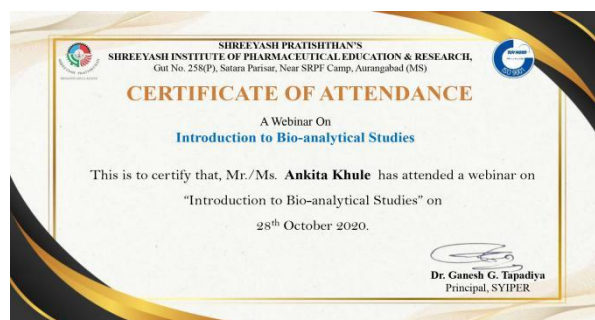 SHREEYASH PRATISHTHAN'S
SHREEYASH INSTITUTE OF PHARMACEUTICAL EDUCATION & RESEARCH,
Gut No. 258(P), Satara Parisar, Near SRPF Camp, Aurangabad (MS)
CERTIFICATE OF ATTENDANCE
A Webinar On
Introduction to Bio-analytical Studies
This is to certify that, Mr./Ms. Ankita Khule has attended a webinar on
“Introduction to Bio-analytical Studies” on
28th October 2020.
Dr. Ganesh G. Tapadiya
Principal, SYIPER
ISO 9001